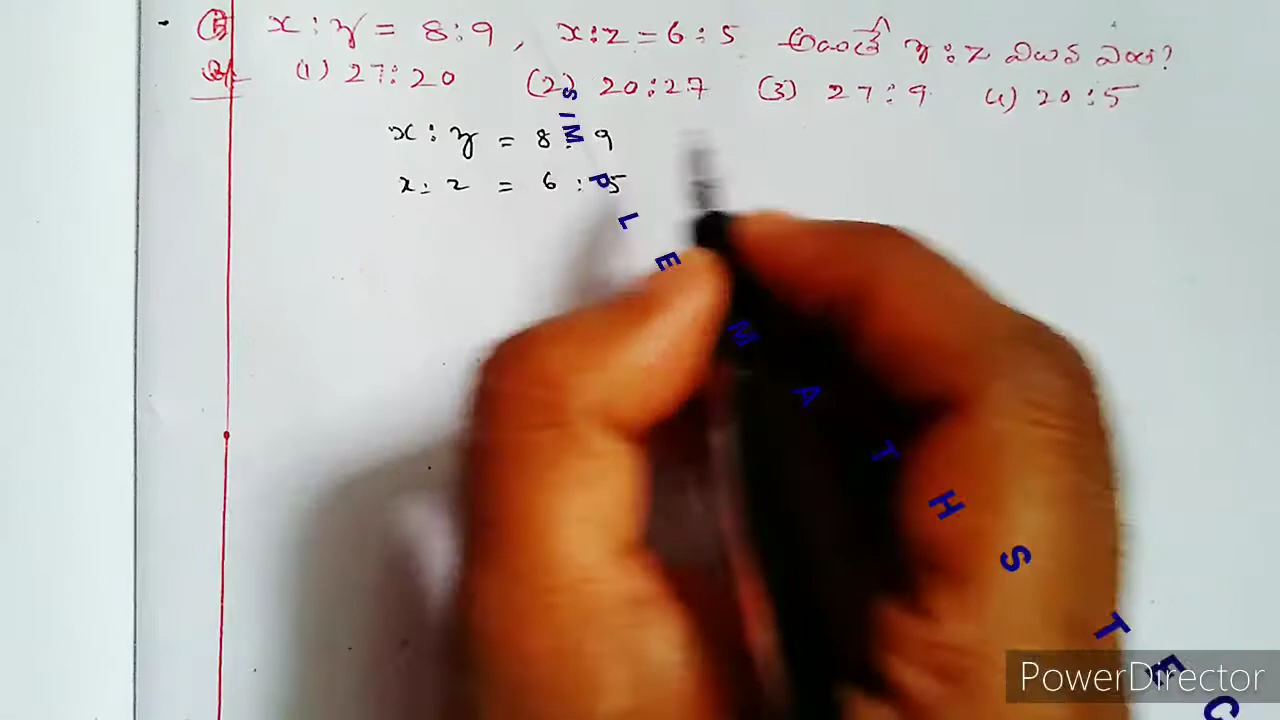 x : y = 8 : 9 , x : z = 6 : 5 అయితే y : z విలువ ఎంత?
(1) 27 : 20 (2) 20 : 27 (3) 27 : 9 (4) 20 : 5
x : y = 8 : 9
x : z = 6 : 5
SIMPLE MATHS TEC
PowerDirector